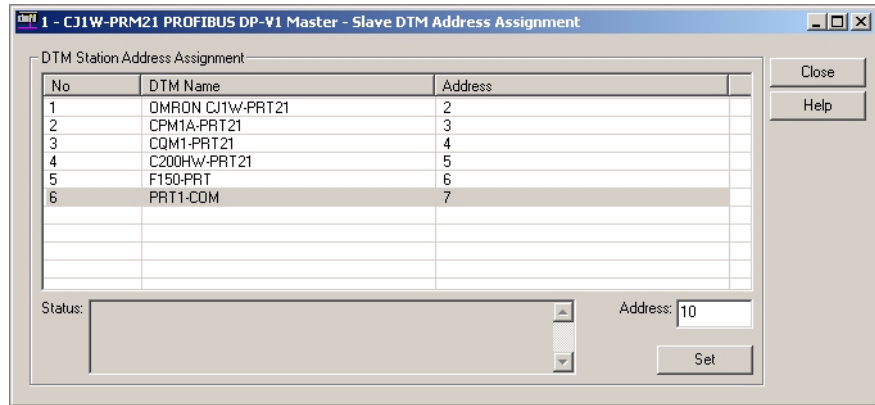 1 - CJ1W-PRM21 PROFIBUS DP-V1 Master - Slave DTM Address Assignment
DTM Station Address Assignment
Close
Help
No DTM Name Address
1 OMRON CJ1W-PRT21 2
2 CPM1A-PRT21 3
3 CQM1-PRT21 4
4 C200HW-PRT21 5
5 F150-PRT 6
6 PRT1-COM 7
Status:
Address: 10
Set